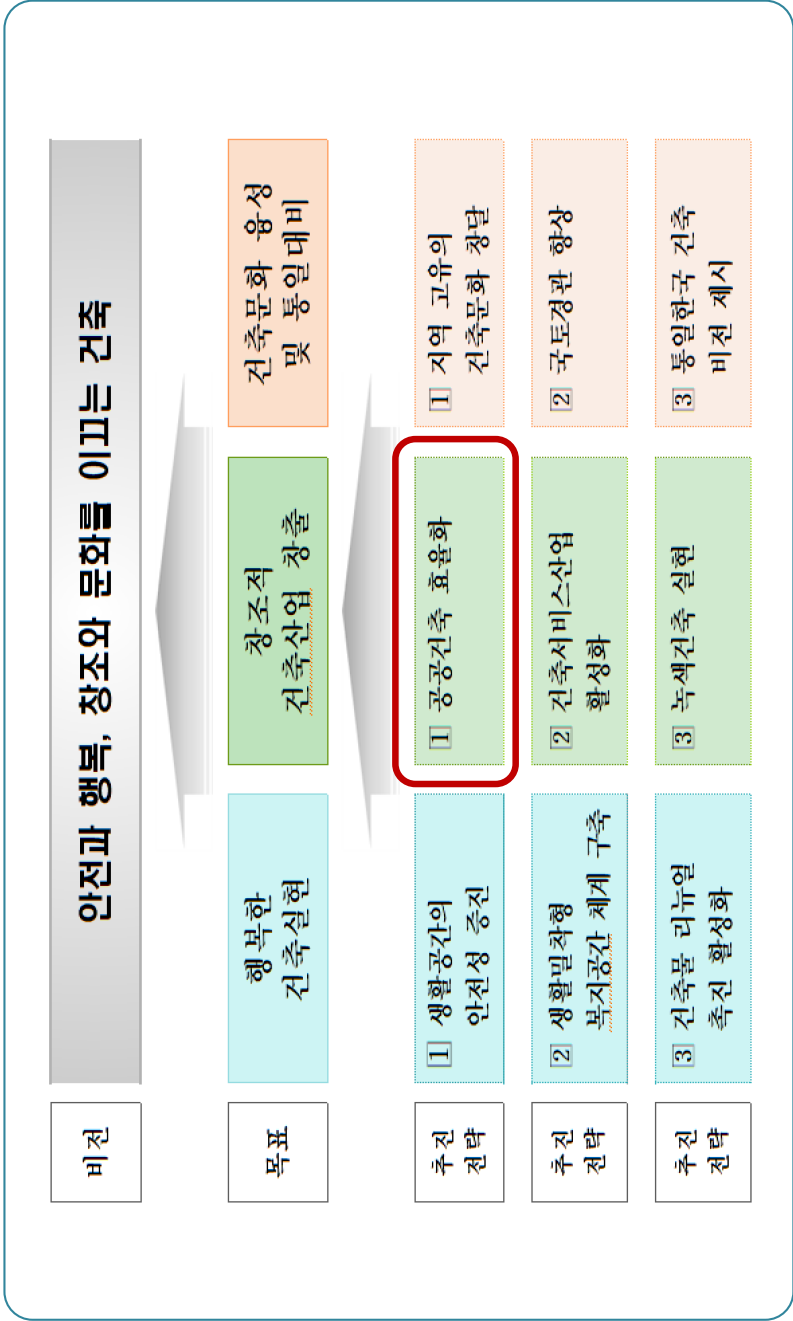 비전
안전과 행복, 창조와 문화를 이끄는 건축
목표
행복한
건축실현
창조적
건축산업 창출
건축문화 융성
및 통일대비
추진
전략
1 생활공간의
안전성 증진
1 공공건축 효율화
1 지역 고유의
건축문화 창달
추진
전략
2 생활밀착형
복지공간 체계 구축
2 건축서비스산업
활성화
2 국토경관 향상
추진
전략
3 건축물 리뉴얼
촉진 활성화
3 녹색건축 실현
3 통일한국 건축
비전 제시